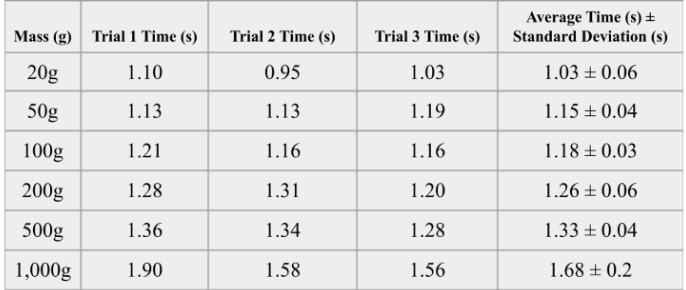 Mass (g) Trial 1 Time (s) Trial 2 Time (s) Trial 3 Time (s) Average Time (s) ± Standard Deviation (s)
20g 1.10 0.95 1.03 1.03 ± 0.06
50g 1.13 1.13 1.19 1.15 ± 0.04
100g 1.21 1.16 1.16 1.18 ± 0.03
200g 1.28 1.31 1.20 1.26 ± 0.06
500g 1.36 1.34 1.28 1.33 ± 0.04
1,000g 1.90 1.58 1.56 1.68 ± 0.2